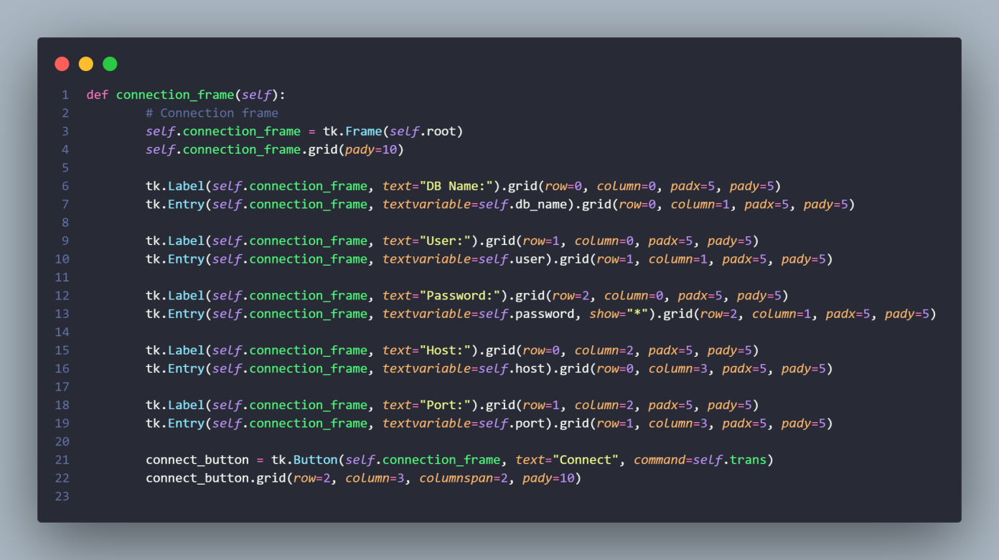 1 def connection_frame(self):
2         # Connection frame
3         self.connection_frame = tk.Frame(self.root)
4         self.connection_frame.grid(pady=10)
5
6         tk.Label(self.connection_frame, text="DB Name:").grid(row=0, column=0, padx=5, pady=5)
7         tk.Entry(self.connection_frame, textvariable=self.db_name).grid(row=0, column=1, padx=5, pady=5)
8
9         tk.Label(self.connection_frame, text="User:").grid(row=1, column=0, padx=5, pady=5)
10         tk.Entry(self.connection_frame, textvariable=self.user).grid(row=1, column=1, padx=5, pady=5)
11
12         tk.Label(self.connection_frame, text="Password:").grid(row=2, column=0, padx=5, pady=5)
13         tk.Entry(self.connection_frame, textvariable=self.password, show="*").grid(row=2, column=1, padx=5, pady=5)
14
15         tk.Label(self.connection_frame, text="Host:").grid(row=0, column=2, padx=5, pady=5)
16         tk.Entry(self.connection_frame, textvariable=self.host).grid(row=0, column=3, padx=5, pady=5)
17
18         tk.Label(self.connection_frame, text="Port:").grid(row=1, column=2, padx=5, pady=5)
19         tk.Entry(self.connection_frame, textvariable=self.port).grid(row=1, column=3, padx=5, pady=5)
20
21         connect_button = tk.Button(self.connection_frame, text="Connect", command=self.trans)
22         connect_button.grid(row=2, column=3, columnspan=2, pady=10)
23